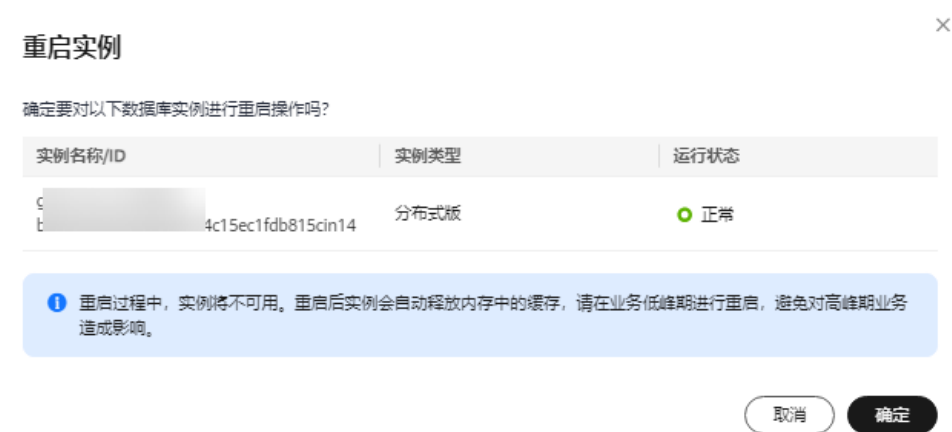 重启实例
确定要对以下数据库实例进行重启操作吗？
实例名称/ID 实例类型 运行状态
4c15ec1fdb815cin14 分布式版 正常
重启过程中，实例将不可用。重启后实例会自动释放内存中的缓存，请在业务低峰期进行重启，避免对高峰期业务
造成影响。
取消 确定